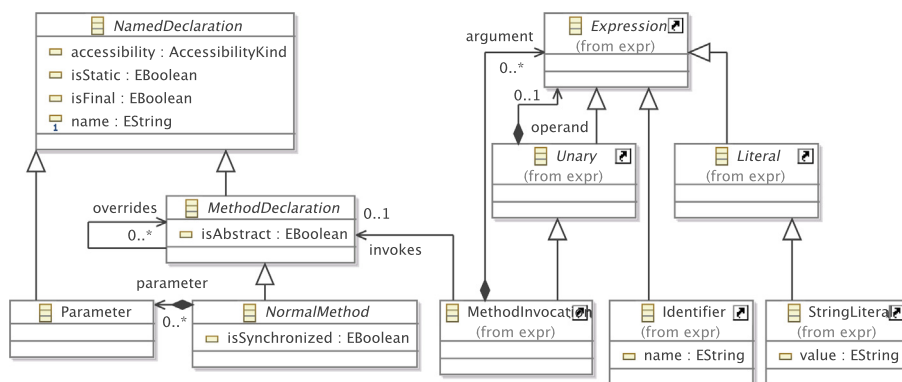 NamedDeclaration
accessibility : AccessibilityKind
isStatic : EBoolean
isFinal : EBoolean
name : EString
1
Expression
(from expr)
argument
0..*
0..1
operand
Unary
(from expr)
Literal
(from expr)
overrides
0..*
MethodDeclaration
isAbstract : EBoolean
0..1
invokes
parameter
0..*
Parameter
NormalMethod
isSynchronized : EBoolean
MethodInvocation
(from expr)
Identifier
(from expr)
name : EString
StringLiteral
(from expr)
value : EString